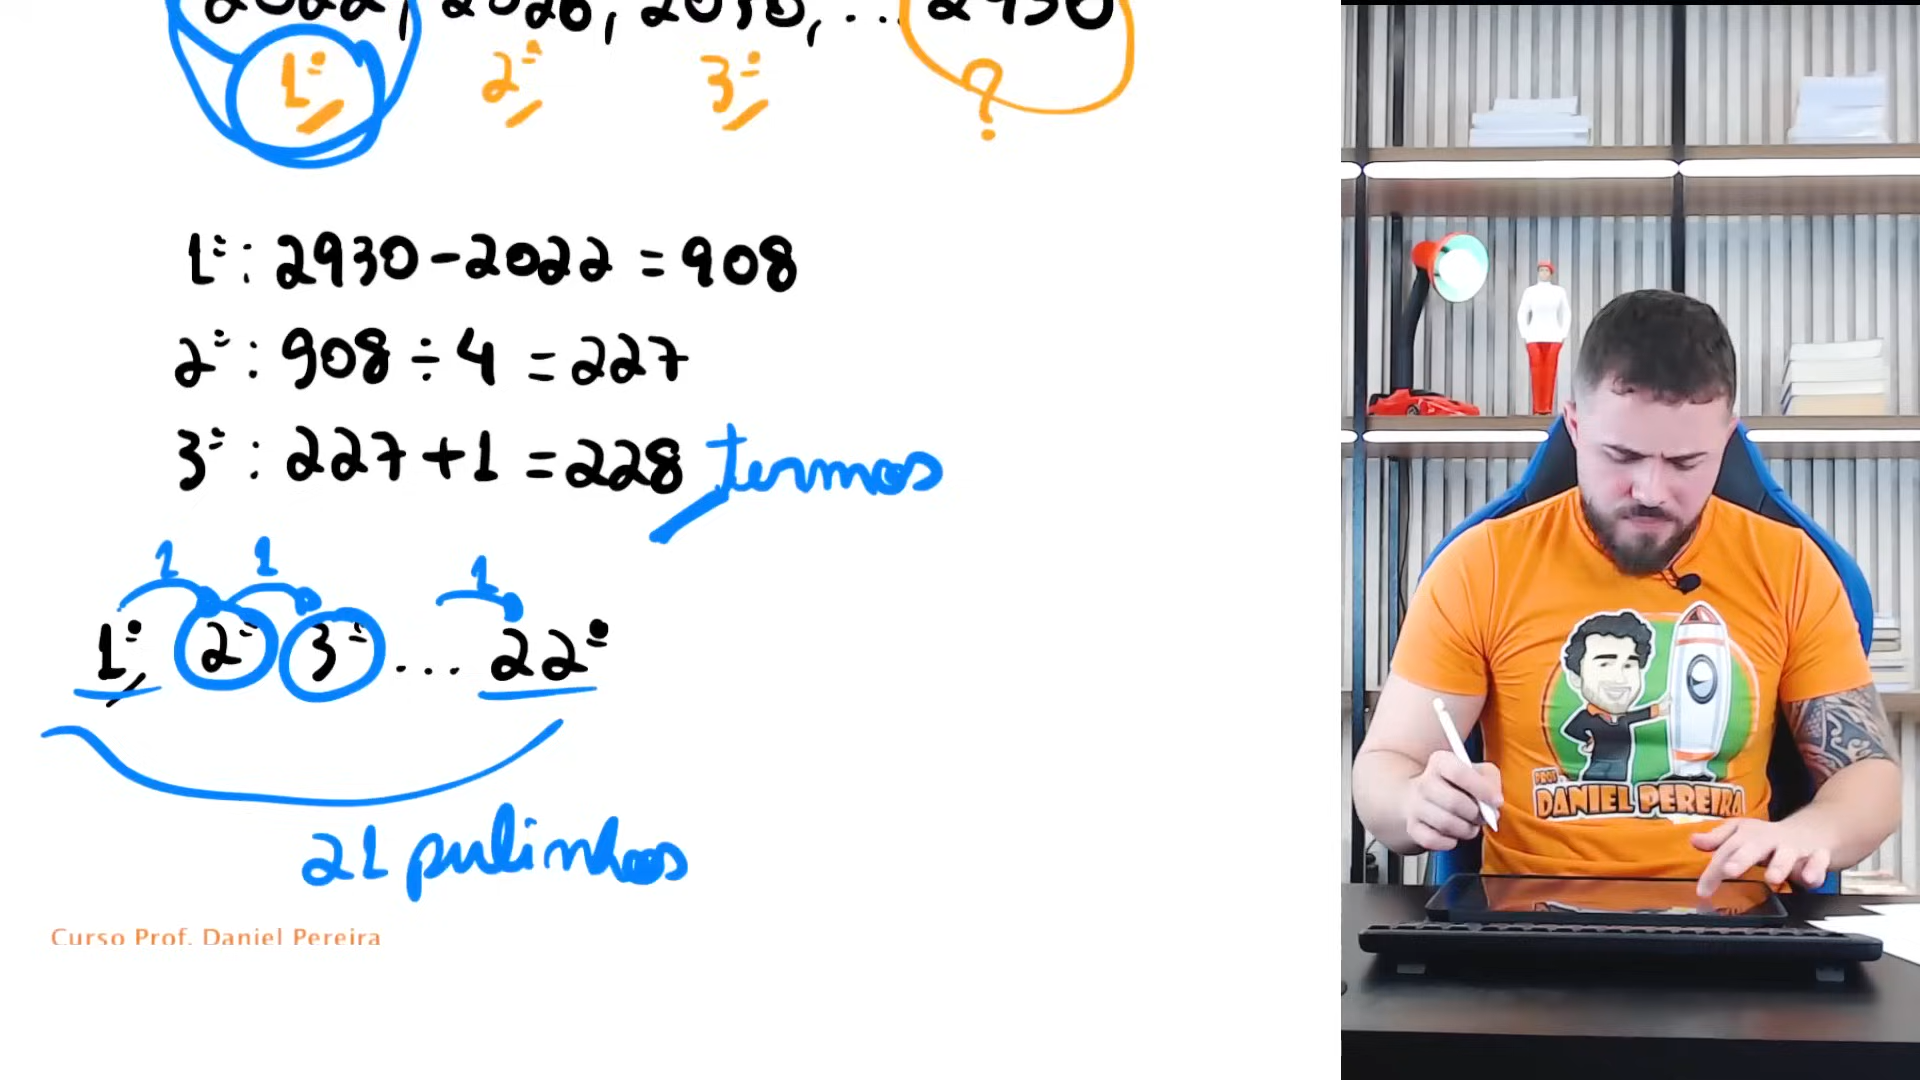 2022, 2026, 2030, ... 2930
1º 2º 3º ?
1º: 2930 - 2022 = 908
2º: 908 ÷ 4 = 227
3º: 227 + 1 = 228 termos
1 1 1
1º 2º 3º ... 22º
21 pulinhos
Curso Prof. Daniel Pereira
PROF
DANIEL PEREIRA